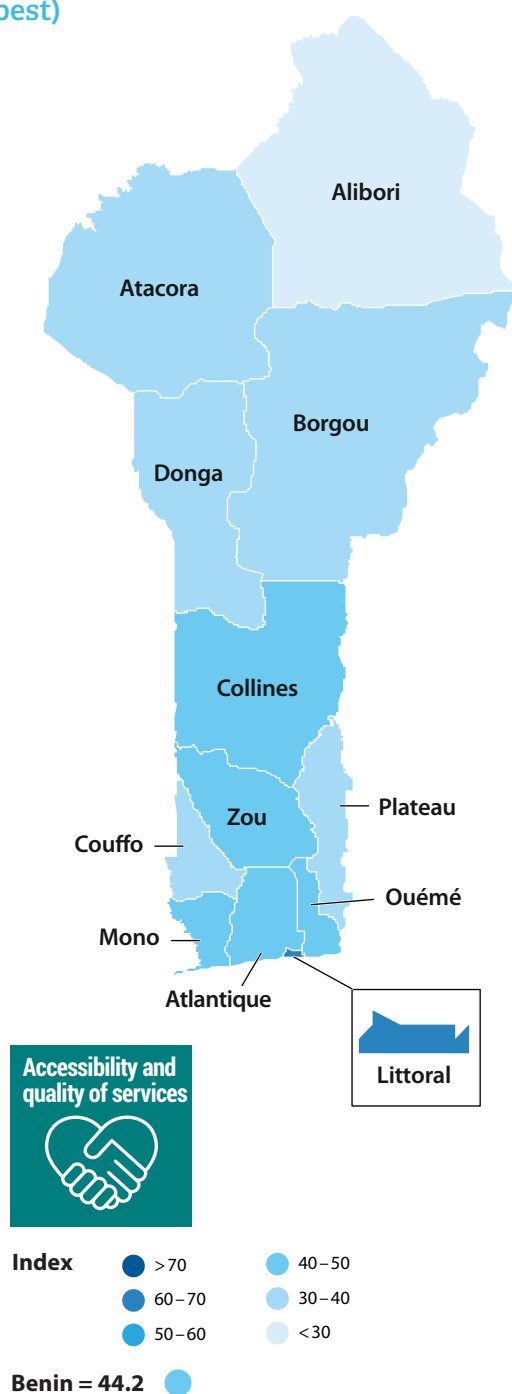 best)
Alibori
Atacora
Borgou
Donga
Collines
Zou
Plateau
Couffo
Ouémé
Mono
Atlantique
Littoral
Accessibility and
quality of services
Index
>70
40–50
60–70
30–40
50–60
<30
Benin = 44.2